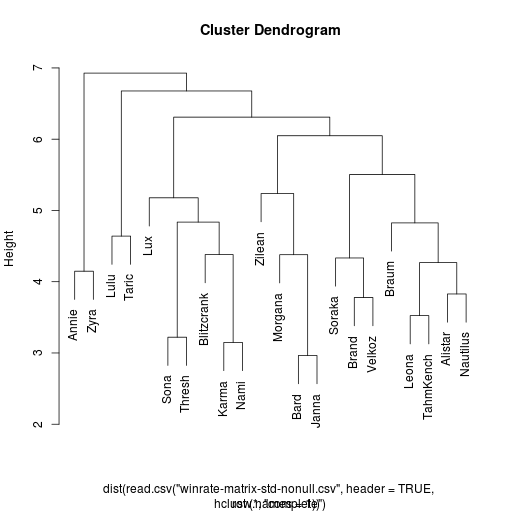 Cluster Dendrogram
Height
7
6
5
4
3
2
Annie
Zyra
Lulu
Taric
Lux
Sona
Thresh
Blitzcrank
Karma
Nami
Zilean
Morgana
Bard
Janna
Soraka
Brand
Velkoz
Braum
Leona
TahmKench
Alistar
Nautilus
dist(read.csv("winrate-matrix-std-nonull.csv", header = TRUE,